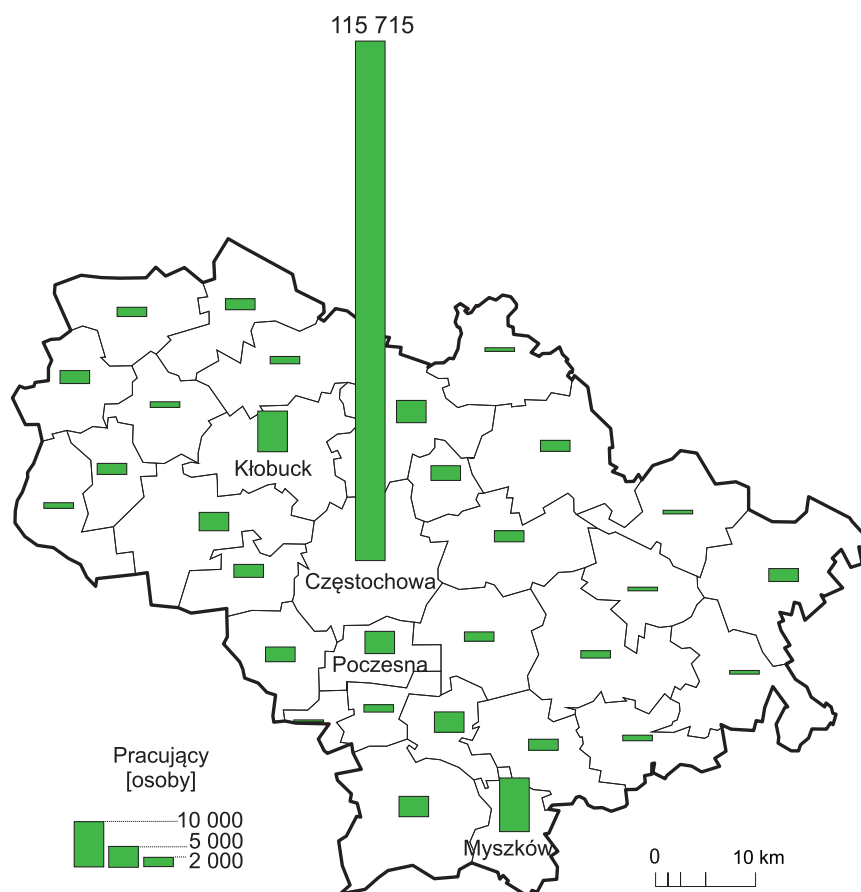 115 715
Kłobuck
Częstochowa
Poczesna
Pracujący
[osoby]
10 000
5 000
2 000
Myszków
0 10 km